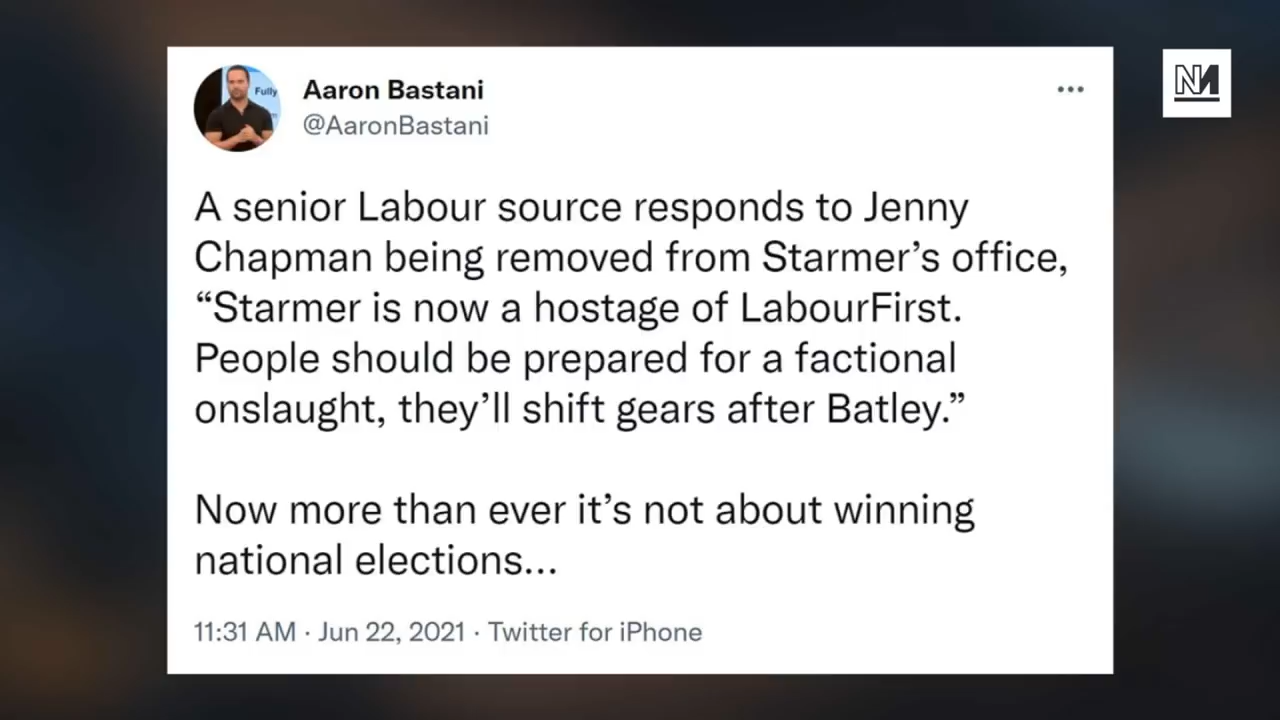 Aaron Bastani
@AaronBastani
Fully
A senior Labour source responds to Jenny
Chapman being removed from Starmer’s office,
“Starmer is now a hostage of LabourFirst.
People should be prepared for a factional
onslaught, they’ll shift gears after Batley.”
Now more than ever it’s not about winning
national elections...
11:31 AM · Jun 22, 2021 · Twitter for iPhone
NM